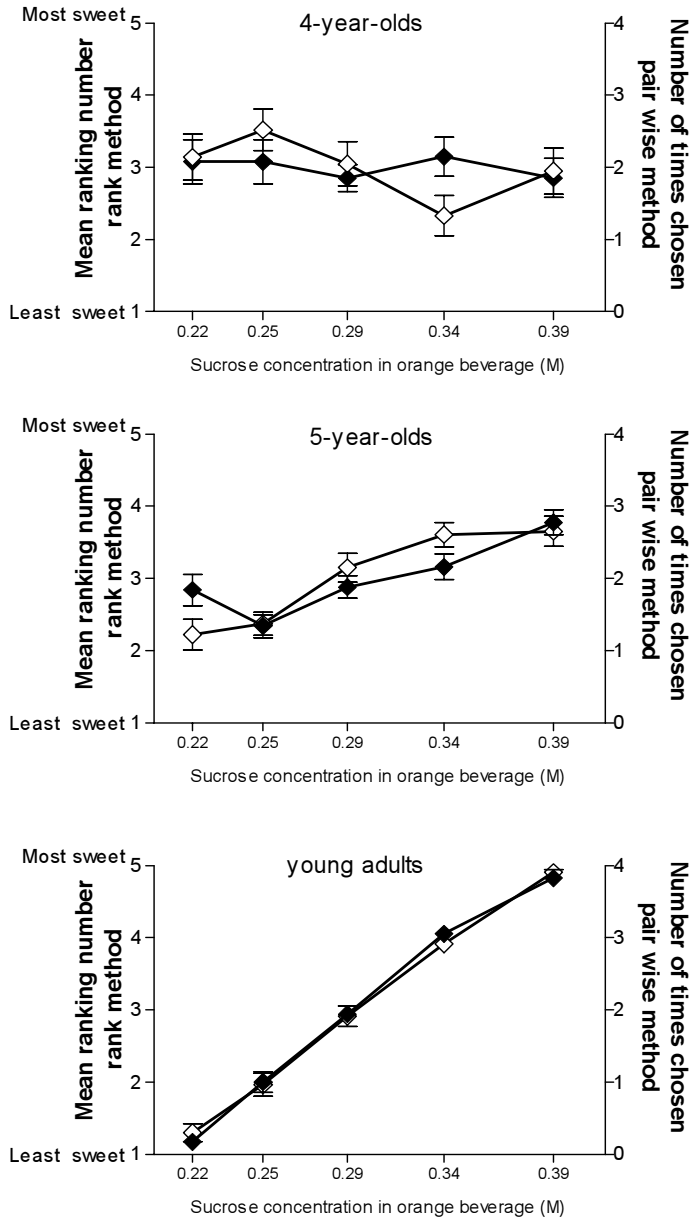 4-year-olds
Most sweet
5
4
3
2
Least sweet 1
Mean ranking number
rank method
4
3
2
1
0
Number of times chosen
pair wise method
0.22 0.25 0.29 0.34 0.39
Sucrose concentration in orange beverage (M)
5-year-olds
Most sweet
5
4
3
2
Least sweet 1
Mean ranking number
rank method
4
3
2
1
0
Number of times chosen
pair wise method
0.22 0.25 0.29 0.34 0.39
Sucrose concentration in orange beverage (M)
young adults
Most sweet
5
4
3
2
Least sweet 1
Mean ranking number
rank method
4
3
2
1
0
Number of times chosen
pair wise method
0.22 0.25 0.29 0.34 0.39
Sucrose concentration in orange beverage (M)